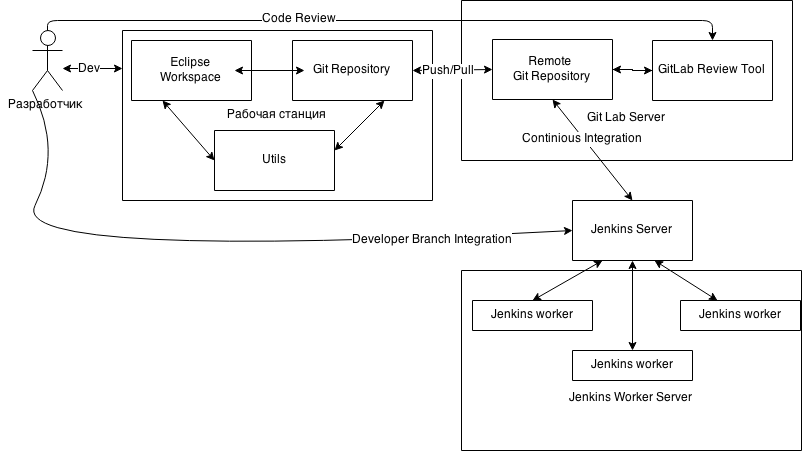 Code Review
Dev
Eclipse
Workspace
Git Repository
Push/Pull
Remote
Git Repository
GitLab Review Tool
Разработчик
Рабочая станция
Git Lab Server
Continious Integration
Utils
Developer Branch Integration
Jenkins Server
Jenkins worker
Jenkins worker
Jenkins worker
Jenkins Worker Server